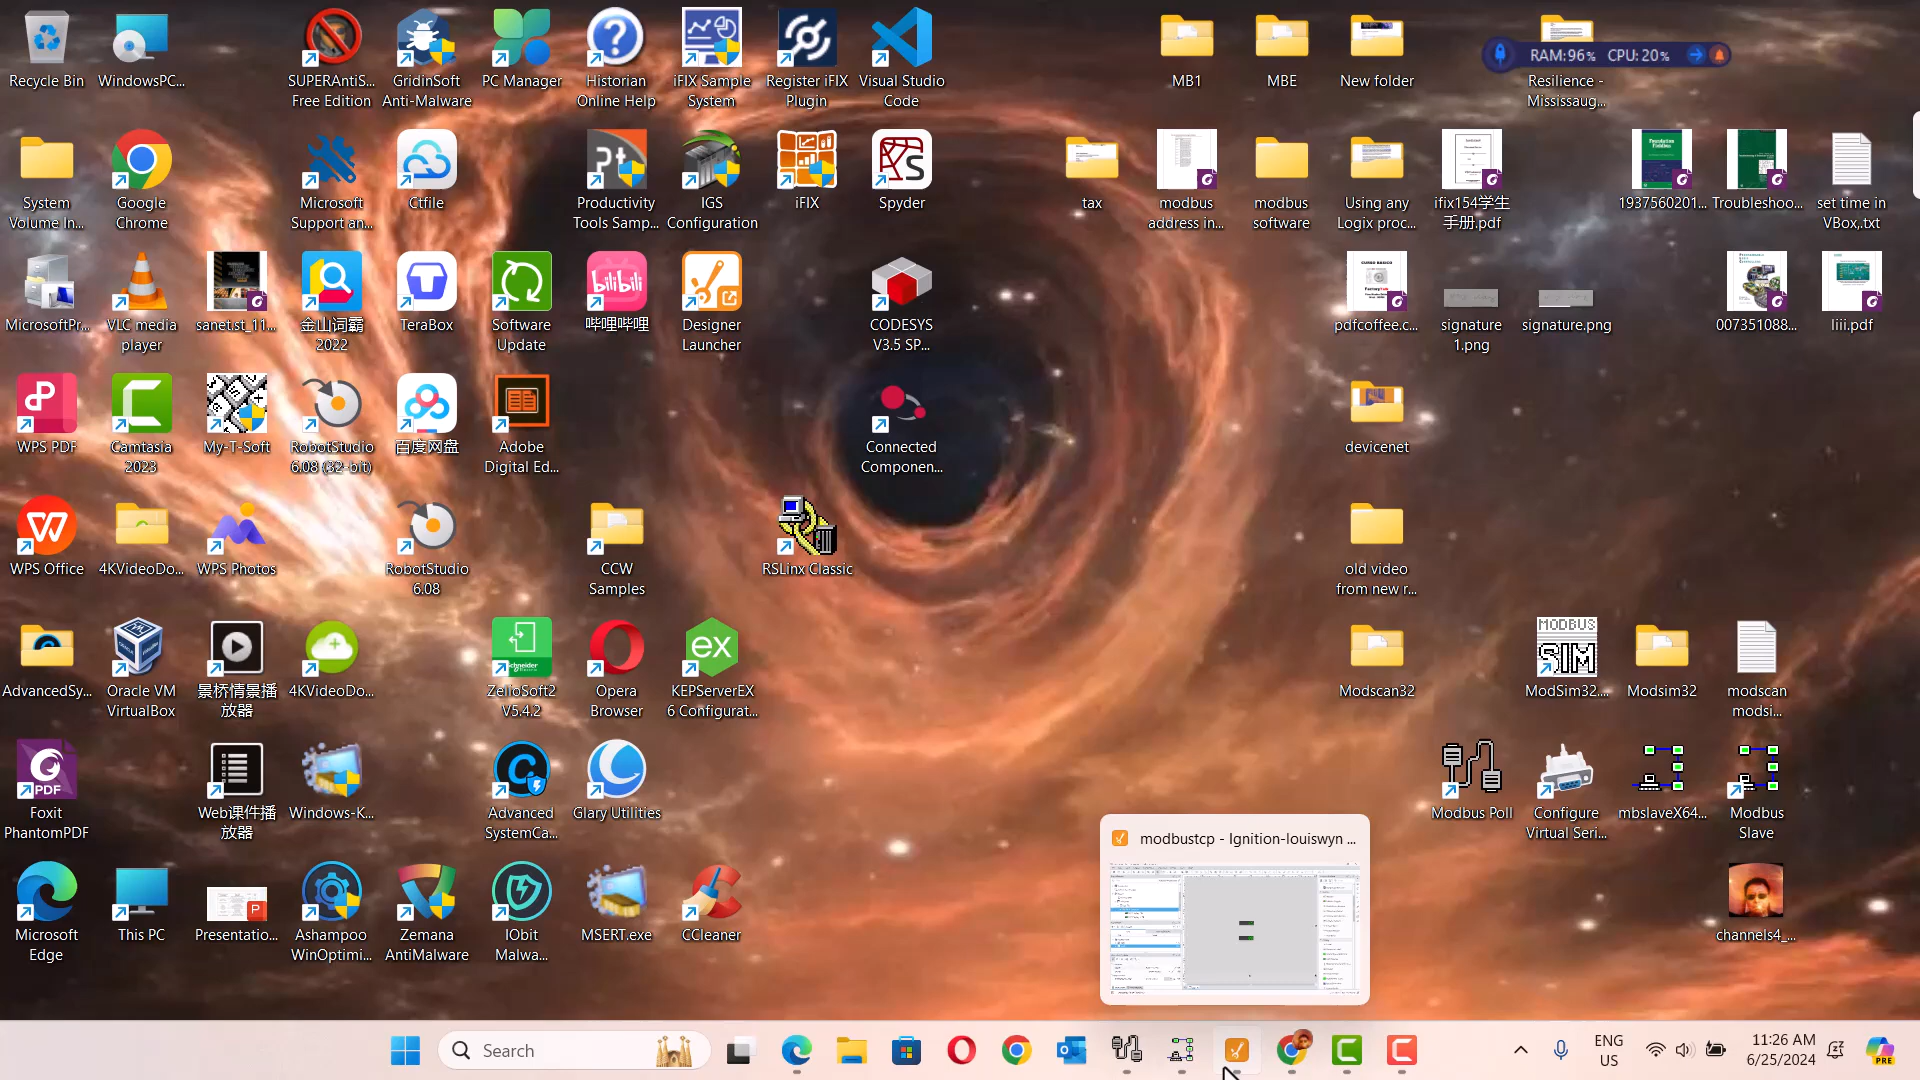 Recycle Bin
WindowsPC...
SUPERAntiS...
Free Edition
GridinSoft
Anti-Malware
PC Manager
Historian
Online Help
iFIX Sample
System
Register iFIX
Plugin
Visual Studio
Code
MB1
MBE
New folder
RAM:96%
CPU:20%
Resilience -
Mississaug...
System
Volume In...
Google
Chrome
Microsoft
Support an...
Ctfile
Productivity
Tools Samp...
IGS
Configuration
iFIX
Spyder
tax
modbus
address in...
modbus
software
Using any
Logix proc...
ifix154学生
手册.pdf
1937560201...
Troubleshoo...
set time in
VBox,.txt
MicrosoftPr...
VLC media
player
sanet.st_11...
金山词霸
2022
TeraBox
Software
Update
bilibili
哔哩哔哩
Designer
Launcher
CODESYS
V3.5 SP...
pdfcoffee.c...
signature
1.png
signature.png
007351088...
liii.pdf
WPS PDF
Camtasia
2023
My-T-Soft
RobotStudio
6.08 (32-bit)
百度网盘
Adobe
Digital Ed...
Connected
Componen...
devicenet
WPS Office
4KVideoDo...
WPS Photos
RobotStudio
6.08
CCW
Samples
RSLinx Classic
old video
from new r...
AdvancedSy...
Oracle VM
VirtualBox
景桥情景播
放器
4KVideoDo...
ZelioSoft2
V5.4.2
Opera
Browser
KEPServerEX
6 Configurat...
Modscan32
MODBUS
SIM
ModSim32....
Modsim32
modscan
modsi...
Foxit
PhantomPDF
Web课件播
放器
Windows-K...
Advanced
SystemCa...
Glary Utilities
Modbus Poll
Configure
Virtual Seri...
mbslaveX64...
Modbus
Slave
modbustcp - Ignition-louiswyn ...
Microsoft
Edge
This PC
Presentatio...
Ashampoo
WinOptimi...
Zemana
AntiMalware
IObit
Malwa...
MSERT.exe
CCleaner
channels4_...
Search
ENG
US
11:26 AM
6/25/2024
PRE